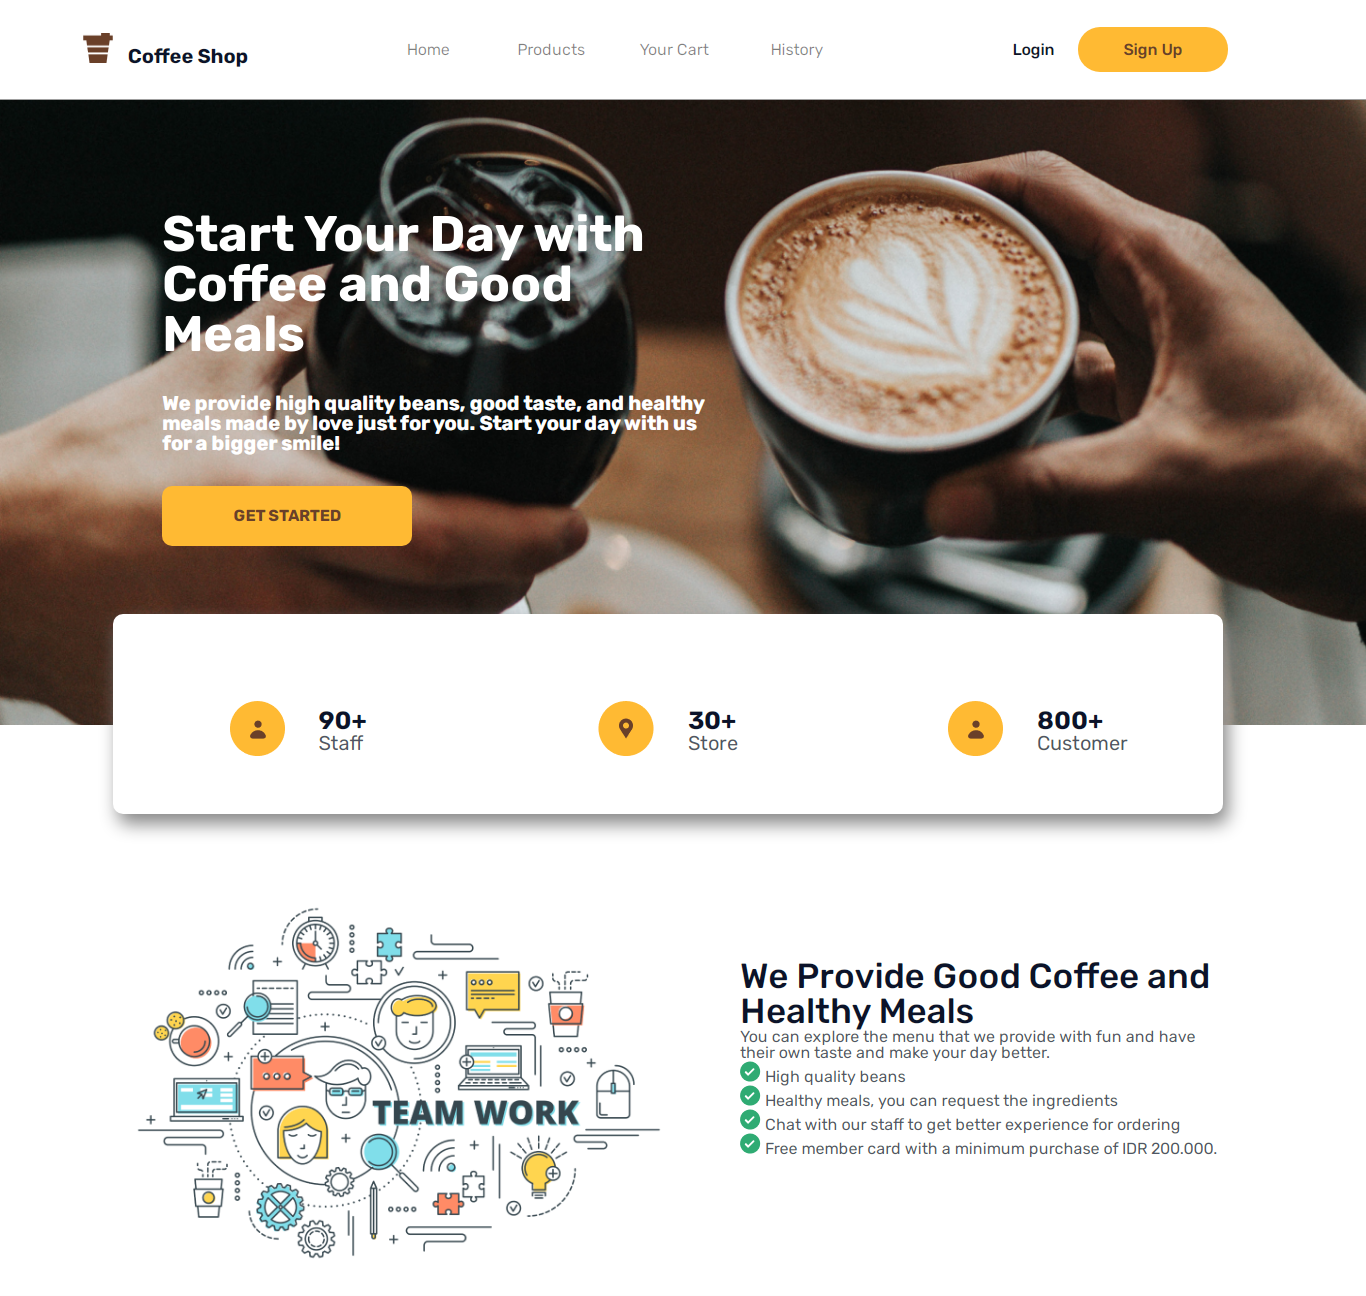 Coffee Shop
Home
Products
Your Cart
History
Login
Sign Up
Start Your Day with
Coffee and Good
Meals
We provide high quality beans, good taste, and healthy
meals made by love just for you. Start your day with us
for a bigger smile!
GET STARTED
90+
Staff
30+
Store
800+
Customer
TEAM WORK
We Provide Good Coffee and
Healthy Meals
You can explore the menu that we provide with fun and have
their own taste and make your day better.
High quality beans
Healthy meals, you can request the ingredients
Chat with our staff to get better experience for ordering
Free member card with a minimum purchase of IDR 200.000.